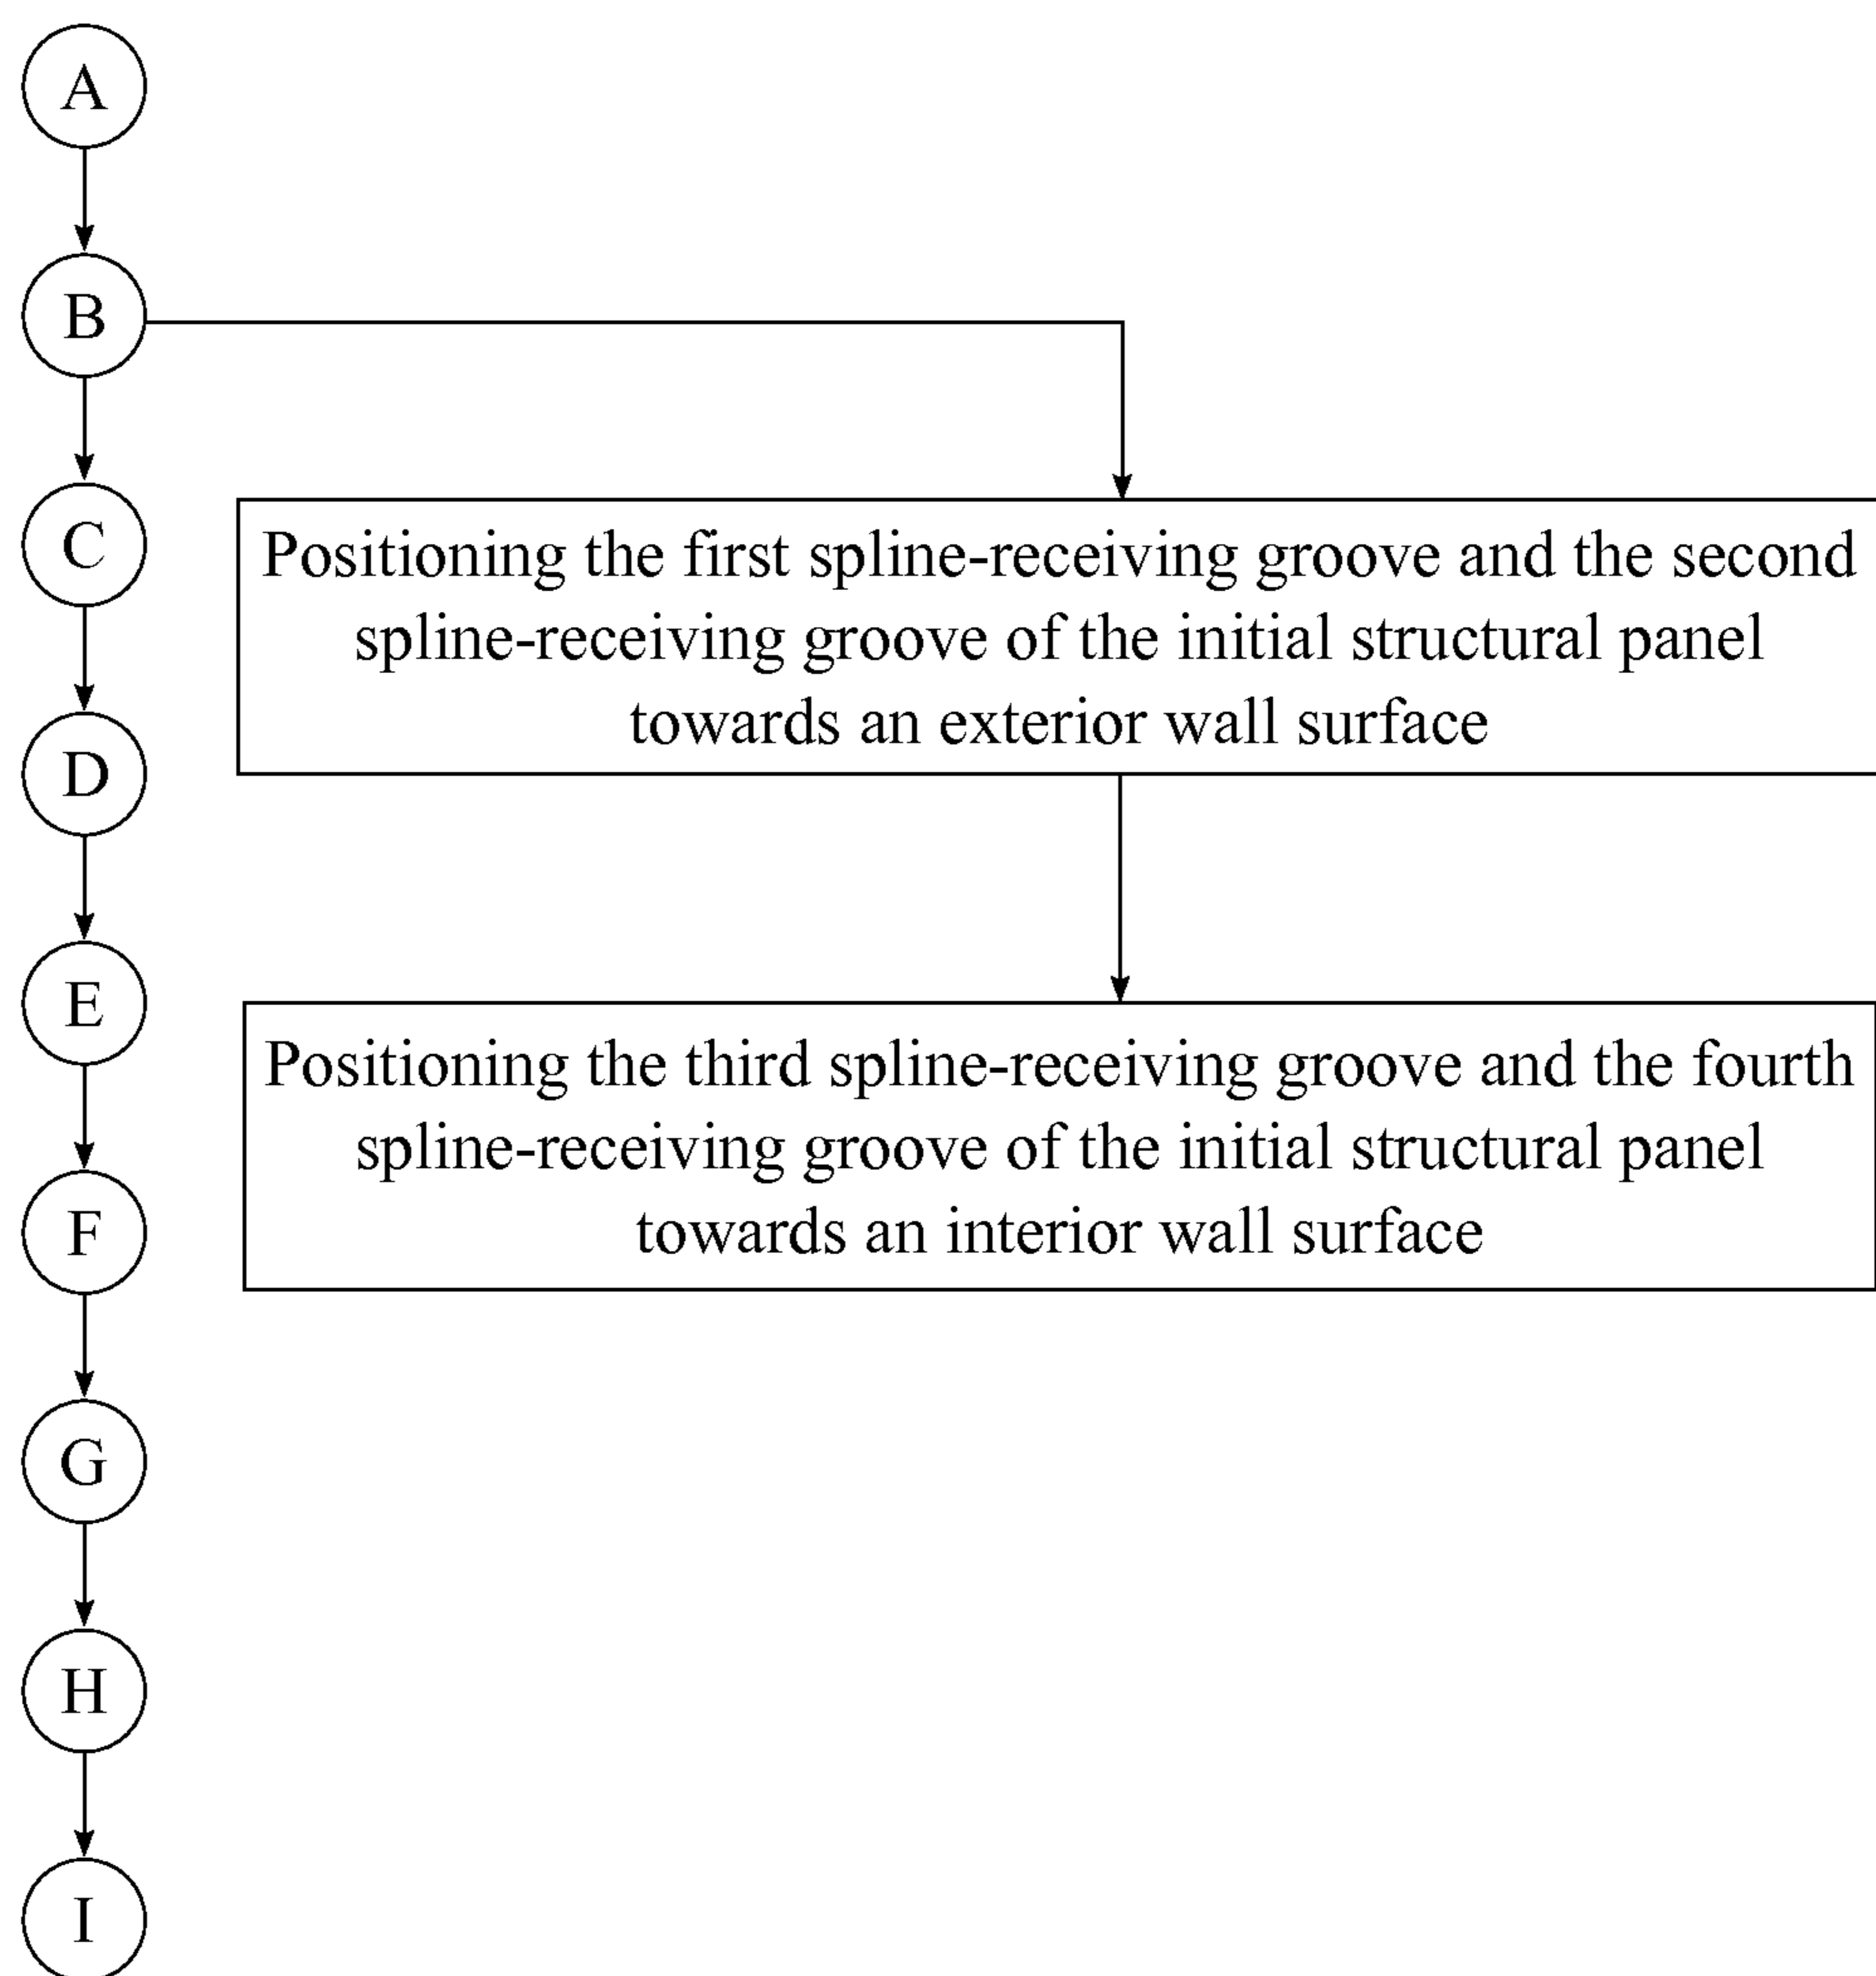 A
B
C
Positioning the first spline-receiving groove and the second
spline-receiving groove of the initial structural panel
towards an exterior wall surface
D
E
Positioning the third spline-receiving groove and the fourth
spline-receiving groove of the initial structural panel
towards an interior wall surface
F
G
H
I